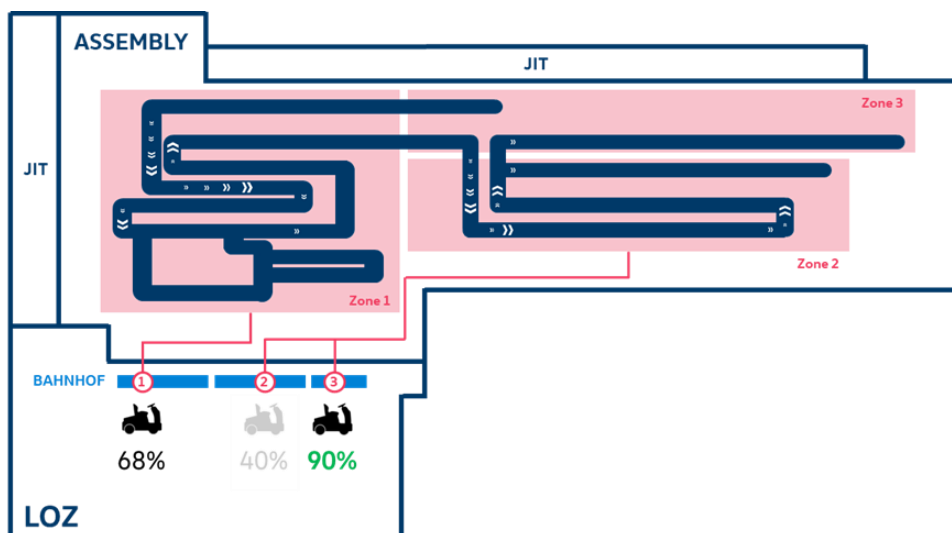 ASSEMBLY
JIT
Zone 3
JIT
Zone 2
Zone 1
BAHNHOF
1
2
3
68%
40%
90%
LOZ